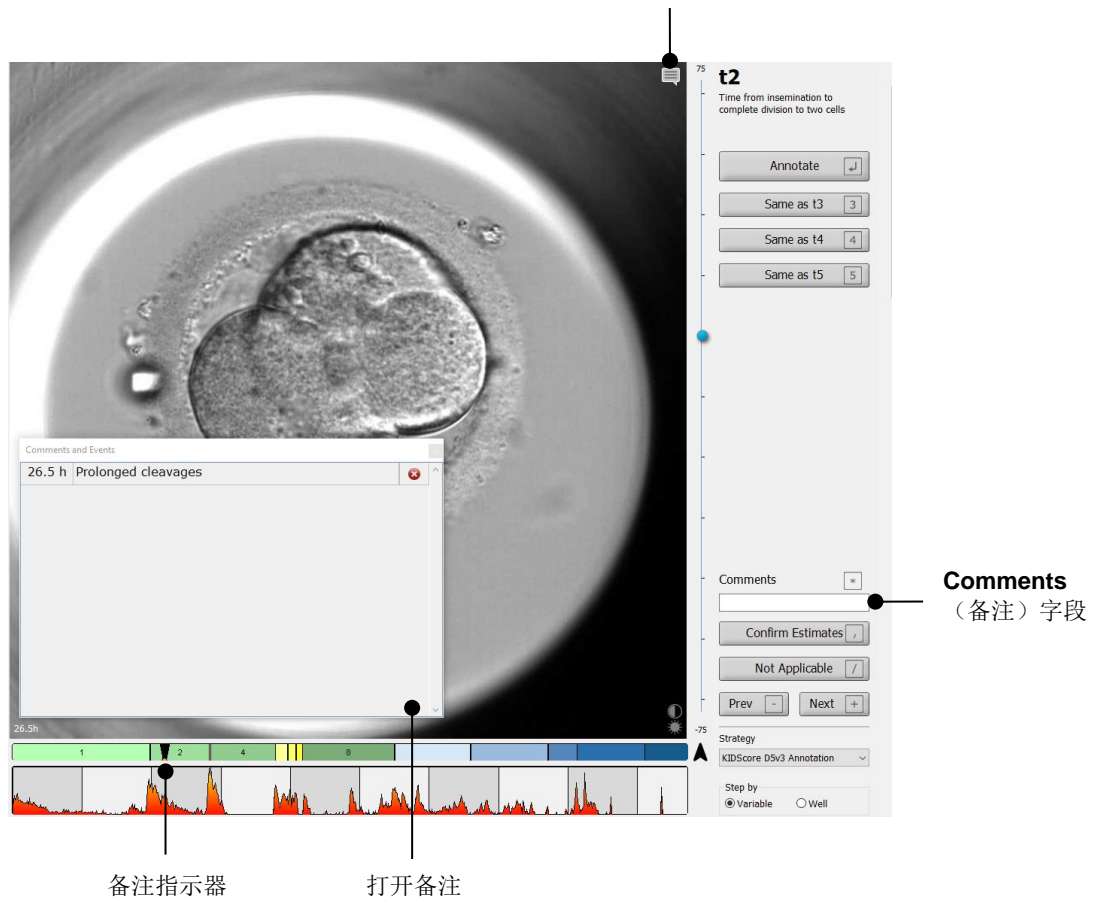 75
t2
Time from insemination to
complete division to two cells
Annotate ↲
Same as t3 3
Same as t4 4
Same as t5 5
Comments and Events
26.5 h Prolonged cleavages
Comments *
Comments
（备注）字段
Confirm Estimates ,
Not Applicable /
Prev - Next +
26.5h
-75
Strategy
KIDScore D5v3 Annotation
1 2 4 8
Step by
Variable Well
备注指示器 打开备注